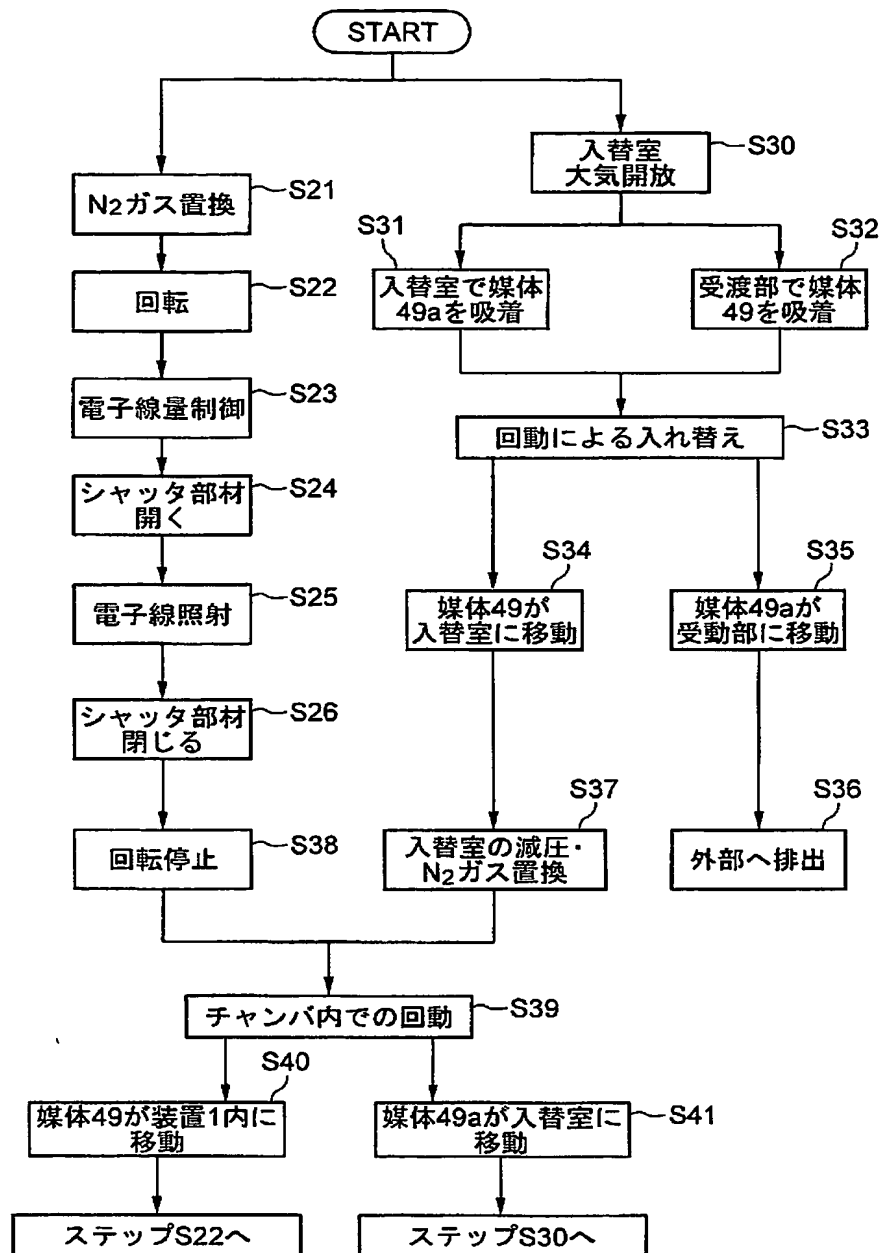 START
入替室
大気開放
S30
N2ガス置換
S21
S31
入替室で媒体
49aを吸着
S32
受渡部で媒体
49を吸着
回転
S22
電子線量制御
S23
回動による入れ替え
S33
シャッタ部材
開く
S24
電子線照射
S25
S34
媒体49が
入替室に移動
S35
媒体49aが
受動部に移動
シャッタ部材
閉じる
S26
回転停止
S38
S37
入替室の減圧・
N2ガス置換
S36
外部へ排出
チャンバ内での回動
S39
S40
媒体49が装置1内に
移動
媒体49aが入替室に
移動
S41
ステップS22へ
ステップS30へ